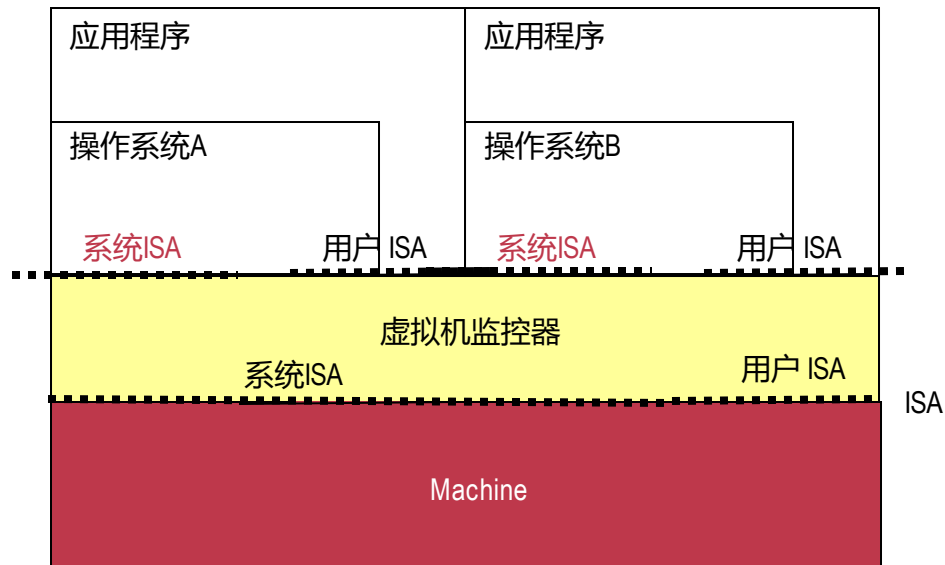 应用程序
应用程序
操作系统A
操作系统B
系统ISA
用户 ISA
系统ISA
用户 ISA
虚拟机监控器
系统ISA
用户 ISA
ISA
Machine